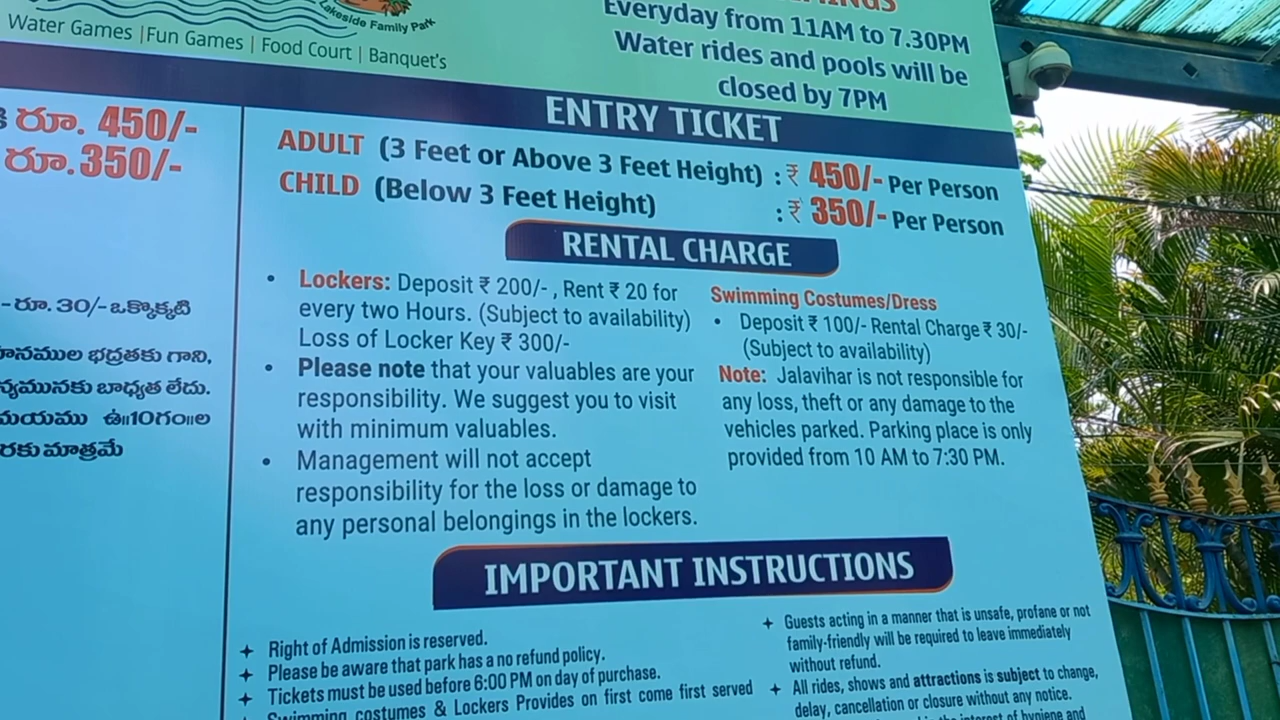 Lakeside Family Park
Water Games |Fun Games | Food Court | Banquet's
Everyday from 11AM to 7.30PM
Water rides and pools will be
closed by 7PM
రూ. 450/-
రూ.350/-
-రూ. 30/- ఒక్కొక్కటి
భద్రతకు గాని,
బాధ్యత లేదు.
ఉ॥10గం॥ల
మాత్రమే
ENTRY TICKET
ADULT (3 Feet or Above 3 Feet Height) : ₹ 450/- Per Person
CHILD (Below 3 Feet Height) : ₹ 350/- Per Person
RENTAL CHARGE
• Lockers: Deposit ₹ 200/- , Rent ₹ 20 for
every two Hours. (Subject to availability)
Loss of Locker Key ₹ 300/-
• Please note that your valuables are your
responsibility. We suggest you to visit
with minimum valuables.
• Management will not accept
responsibility for the loss or damage to
any personal belongings in the lockers.
Swimming Costumes/Dress
• Deposit ₹ 100/- Rental Charge ₹ 30/-
(Subject to availability)
Note: Jalavihar is not responsible for
any loss, theft or any damage to the
vehicles parked. Parking place is only
provided from 10 AM to 7:30 PM.
IMPORTANT INSTRUCTIONS
Right of Admission is reserved.
Please be aware that park has a no refund policy.
Tickets must be used before 6:00 PM on day of purchase.
Swimming costumes & Lockers Provides on first come first served
Guests acting in a manner that is unsafe, profane or not
family-friendly will be required to leave immediately
without refund.
All rides, shows and attractions is subject to change,
delay, cancellation or closure without any notice.
interest of hygiene and